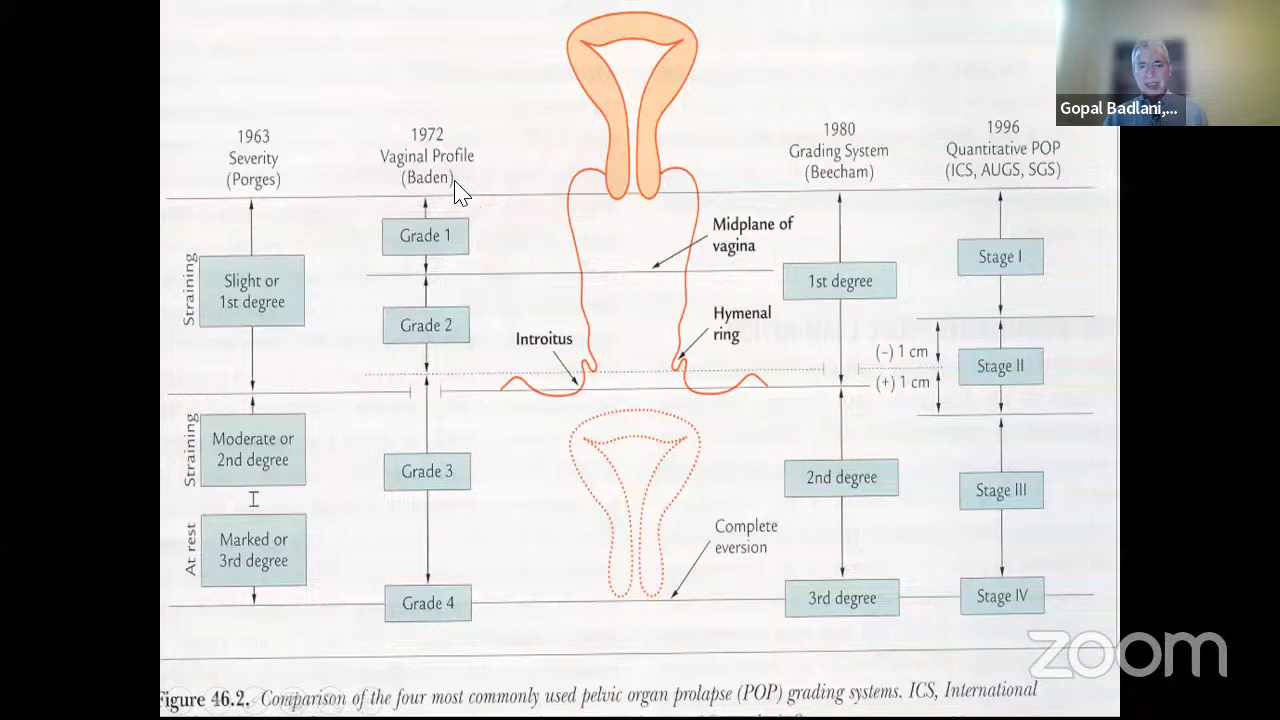 Gopal Badlani,...
1963
Severity
(Porges)
1972
Vaginal Profile
(Baden)
1980
Grading System
(Beecham)
1996
Quantitative POP
(ICS, AUGS, SGS)
Straining
Slight or
1st degree
Grade 1
Grade 2
Midplane of
vagina
Hymenal
ring
Introitus
1st degree
Stage I
(-) 1 cm
(+) 1 cm
Stage II
Straining
Moderate or
2nd degree
At rest
Marked or
3rd degree
Grade 3
Grade 4
Complete
eversion
2nd degree
3rd degree
Stage III
Stage IV
zoom
Figure 46.2. Comparison of the four most commonly used pelvic organ prolapse (POP) grading systems. ICS, International